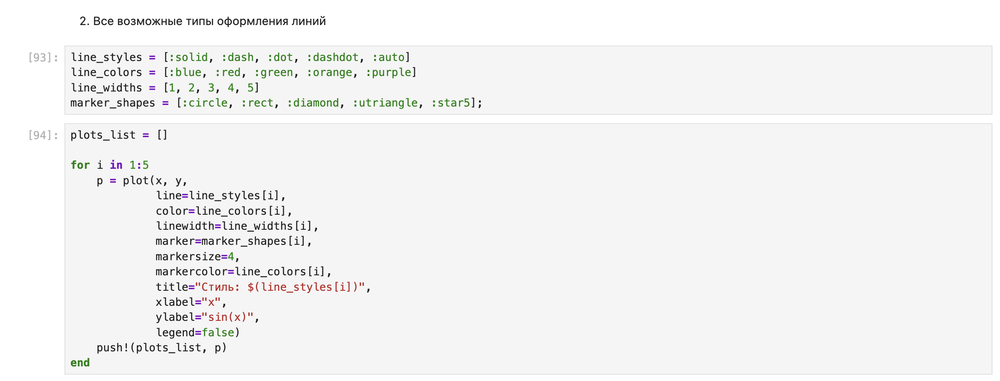 2. Все возможные типы оформления линий
[93]:
line_styles = [:solid, :dash, :dot, :dashdot, :auto]
line_colors = [:blue, :red, :green, :orange, :purple]
line_widths = [1, 2, 3, 4, 5]
marker_shapes = [:circle, :rect, :diamond, :utriangle, :star5];
[94]:
plots_list = []
for i in 1:5
    p = plot(x, y,
             line=line_styles[i],
             color=line_colors[i],
             linewidth=line_widths[i],
             marker=marker_shapes[i],
             markersize=4,
             markercolor=line_colors[i],
             title="Стиль: $(line_styles[i])",
             xlabel="x",
             ylabel="sin(x)",
             legend=false)
    push!(plots_list, p)
end